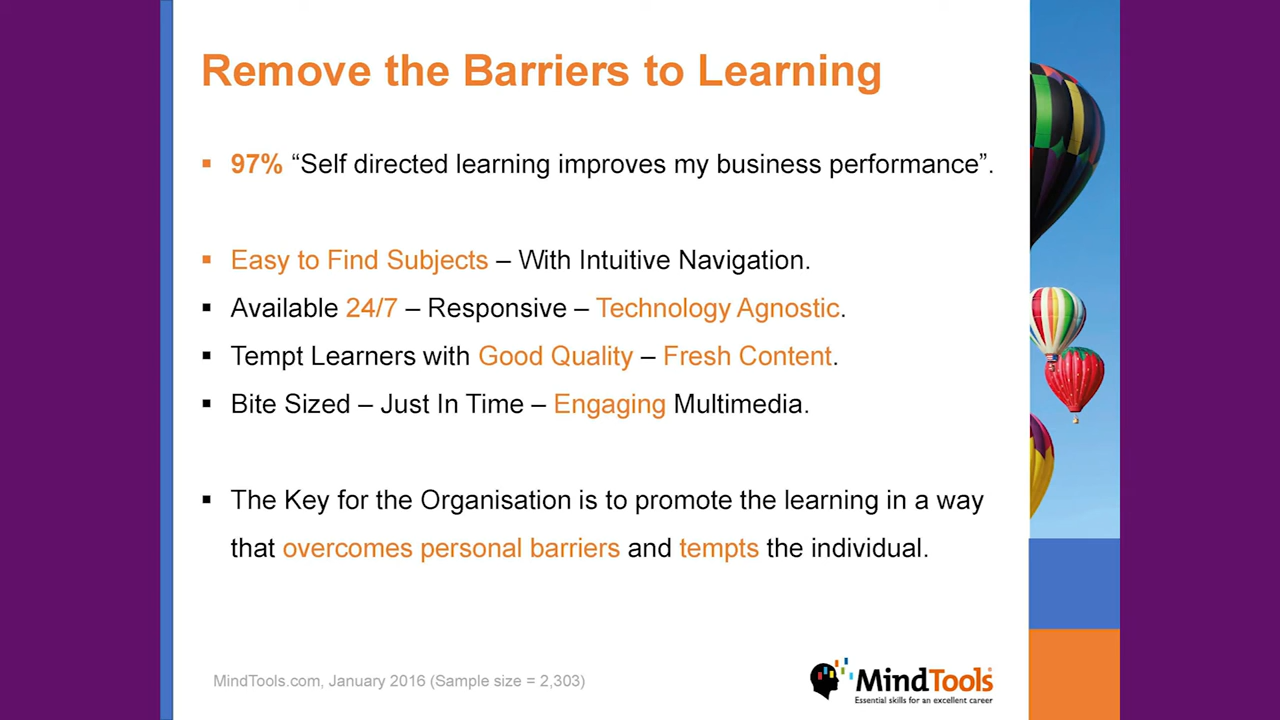 Remove the Barriers to Learning
▪ 97% “Self directed learning improves my business performance”.
▪ Easy to Find Subjects – With Intuitive Navigation.
▪ Available 24/7 – Responsive – Technology Agnostic.
▪ Tempt Learners with Good Quality – Fresh Content.
▪ Bite Sized – Just In Time – Engaging Multimedia.
▪ The Key for the Organisation is to promote the learning in a way
that overcomes personal barriers and tempts the individual.
MindTools.com, January 2016 (Sample size = 2,303)
MindTools®
Essential skills for an excellent career